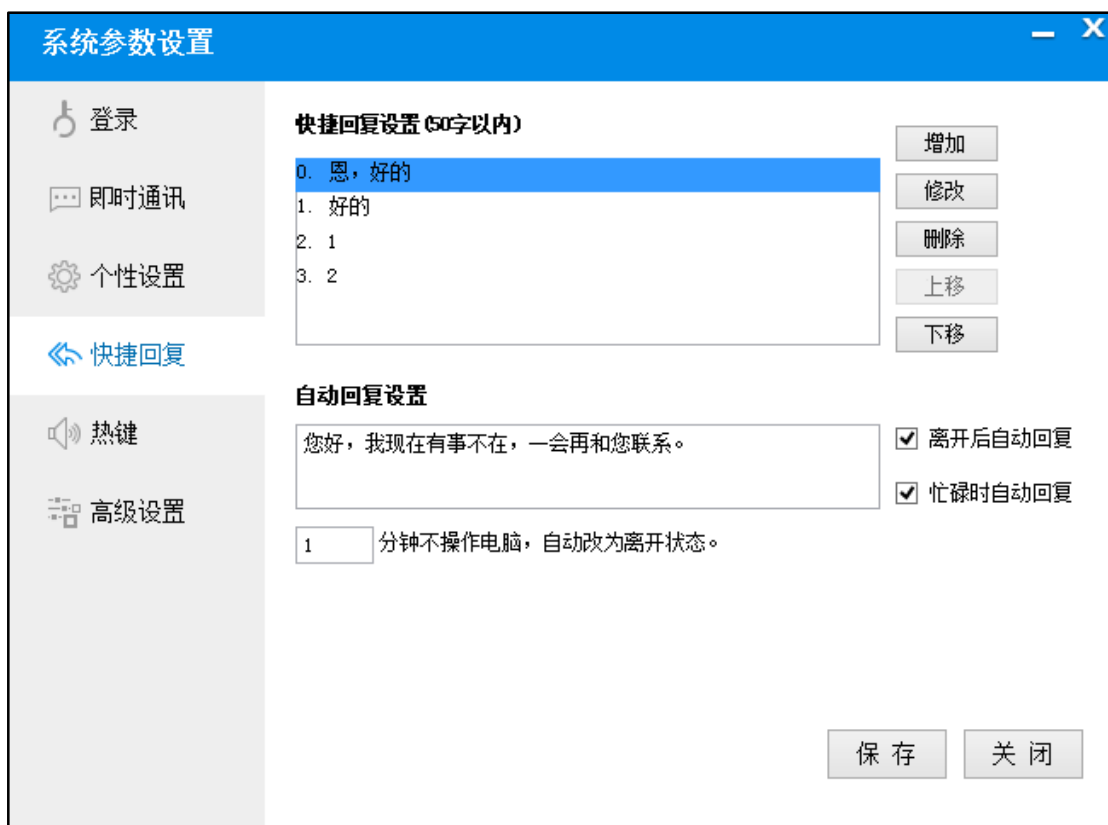 系统参数设置
登录
即时通讯
个性设置
快捷回复
热键
高级设置
快捷回复设置(50字以内)
0. 恩，好的
1. 好的
2. 1
3. 2
增加
修改
删除
上移
下移
自动回复设置
您好，我现在有事不在，一会再和您联系。
离开后自动回复
忙碌时自动回复
1 分钟不操作电脑，自动改为离开状态。
保 存
关 闭